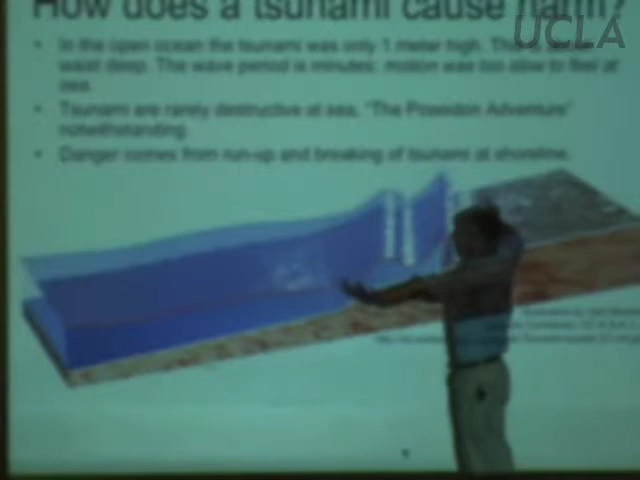 How does a tsunami cause harm?
UCLA
• In the open ocean the tsunami was only 1 meter high. That
waist deep. The wave period is minutes; motion was too slow to feel at
sea.
• Tsunami are rarely destructive at sea, "The Poseidon Adventure"
notwithstanding.
• Danger comes from run-up and breaking of tsunami at shoreline.